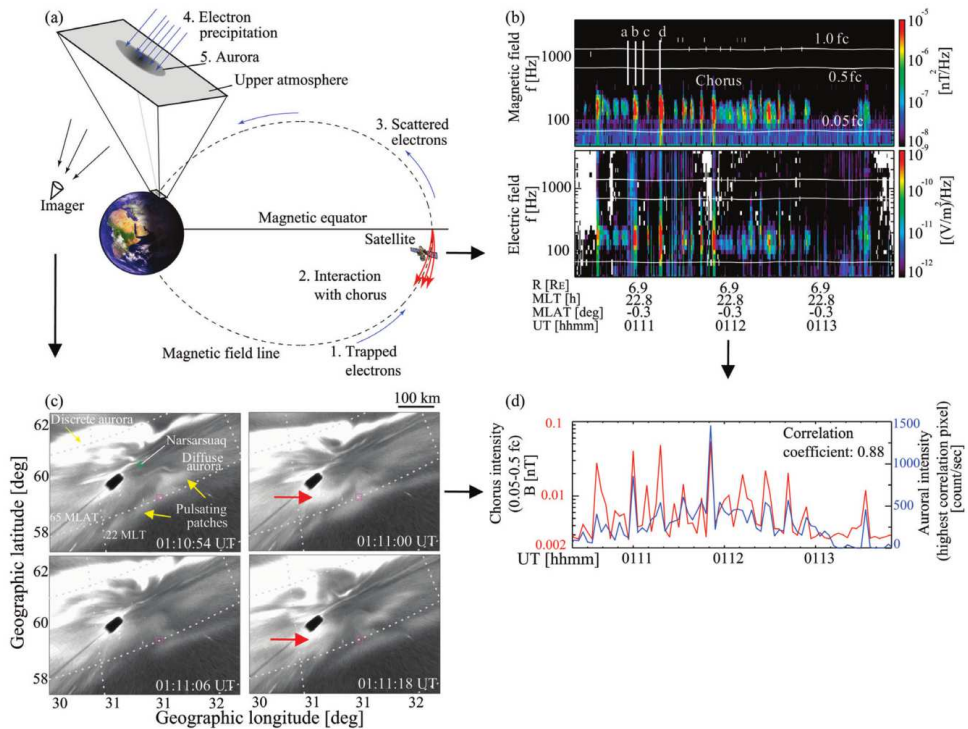 (a)
4. Electron
precipitation
5. Aurora
Upper atmosphere
3. Scattered
electrons
Imager
Magnetic equator
Satellite
2. Interaction
with chorus
Magnetic field line
1. Trapped
electrons
(b)
a b c d
1.0 fc
0.5 fc
Chorus
0.05 fc
Magnetic field
f [Hz]
1000
100
10⁻⁵
10⁻⁶
10⁻⁸
10⁻⁹
[nT²/Hz]
Electric field
f [Hz]
1000
100
10⁻⁹
10⁻¹⁰
10⁻¹¹
10⁻¹²
[(V/m)²/Hz]
R [RE] 6.9 6.9 6.9
MLT [h] 22.8 22.8 22.8
MLAT [deg] -0.3 -0.3 -0.3
UT [hhmm] 0111 0112 0113
(c)
100 km
Geographic latitude [deg]
62
60
58
Discrete aurora
Narsarsuaq
Diffuse
aurora
Pulsating
patches
65 MLAT
22 MLT
01:10:54 UT
01:11:00 UT
62
60
58
01:11:06 UT
01:11:18 UT
30 31 31 32 30 31 31 32
Geographic longitude [deg]
(d)
Chorus intensity
(0.05-0.5 fc)
B [nT]
0.1
0.01
0.002
Correlation
coefficient: 0.88
1500
1000
500
0
Auroral intensity
(highest correlation pixel)
[count/sec]
UT [hhmm] 0111 0112 0113